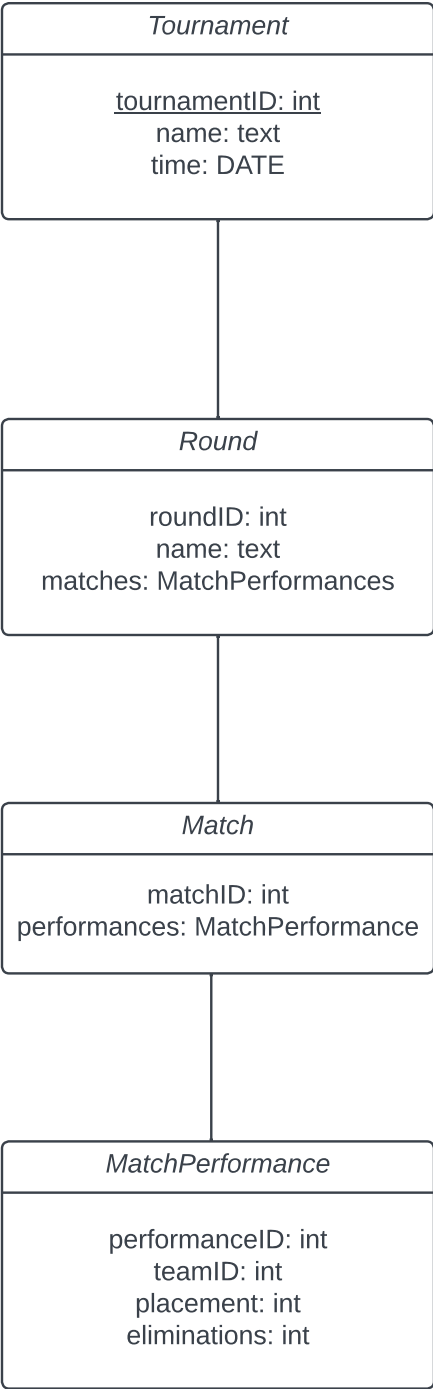 Tournament
tournamentID: int
name: text
time: DATE
Round
roundID: int
name: text
matches: MatchPerformances
Match
matchID: int
performances: MatchPerformance
MatchPerformance
performanceID: int
teamID: int
placement: int
eliminations: int